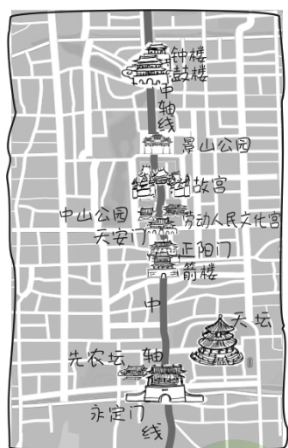 钟楼
鼓楼
中
轴
线
景山公园
故宫
中山公园
劳动人民文化宫
天安门
正阳门
箭楼
中
天坛
先农坛
轴
永定门
线